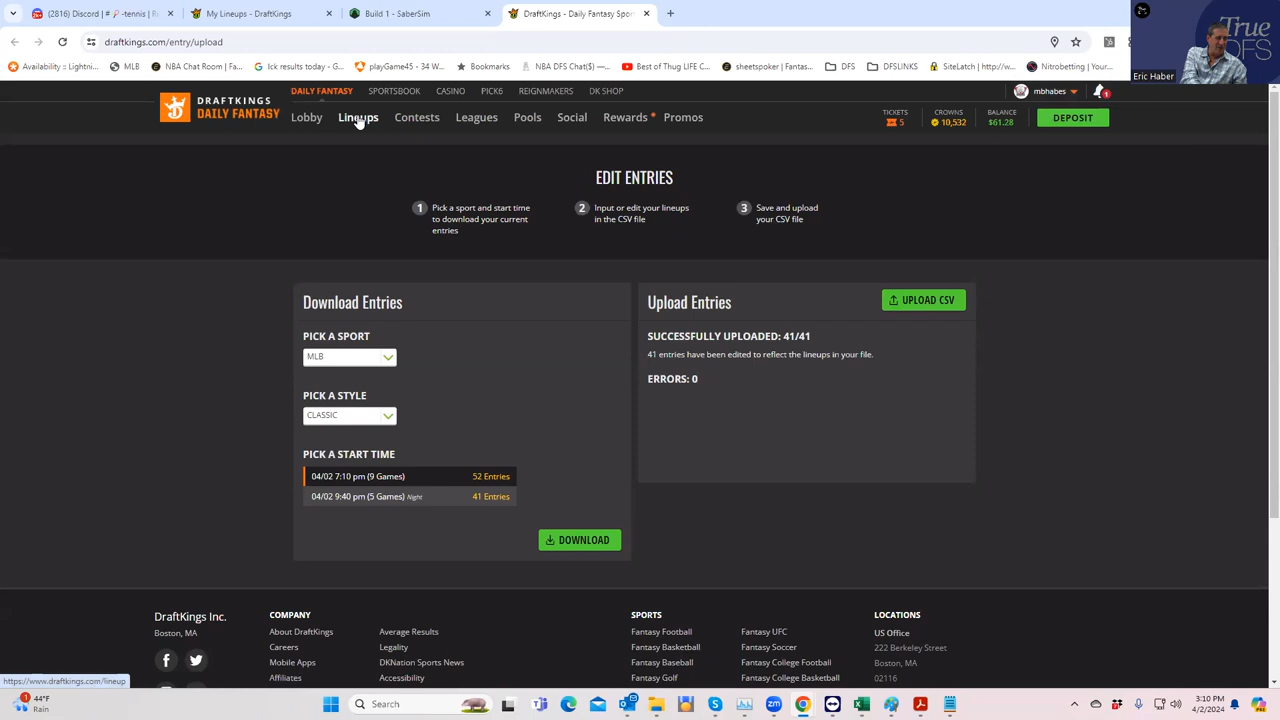 (2816) Discord | # 🎾-tennis | R
My Lineups - DraftKings
Build 1 - SaberSim
DraftKings - Daily Fantasy Spor
draftkings.com/entry/upload
Availability :: Lightni...
MLB
NBA Chat Room | Fa...
Ick results today - G...
playGame45 - 34 W...
Baseball
NBA DFS Chat($) —...
Best of Thug LIFE C...
sheetspoker | Fanso...
DFS
DFSLINKS
SiteLatch | http://w...
Nitrobetting | Your...
True
DFS
Eric Haber
DRAFTKINGS
DAILY FANTASY
DAILY FANTASY SPORTSBOOK CASINO PICK6 REIGNMAKERS DK SHOP
mbhabes
1
Lobby Lineups Contests Leagues Pools Social Rewards Promos
TICKETS
5
CROWNS
10,532
BALANCE
$61.28
DEPOSIT
EDIT ENTRIES
1 Pick a sport and start time
to download your current
entries
2 Input or edit your lineups
in the CSV file
3 Save and upload
your CSV file
Download Entries
PICK A SPORT
MLB
PICK A STYLE
CLASSIC
PICK A START TIME
04/02 7:10 pm (9 Games) 52 Entries
04/02 9:40 pm (5 Games) Night 41 Entries
DOWNLOAD
Upload Entries
UPLOAD CSV
SUCCESSFULLY UPLOADED: 41/41
41 entries have been edited to reflect the lineups in your file.
ERRORS: 0
DraftKings Inc.
Boston, MA
COMPANY
About DraftKings
Careers
Mobile Apps
Affiliates
Average Results
Legality
DKNation Sports News
Accessibility
SPORTS
Fantasy Football
Fantasy Basketball
Fantasy Baseball
Fantasy Golf
Fantasy UFC
Fantasy Soccer
Fantasy College Football
Fantasy College Basketball
LOCATIONS
US Office
222 Berkeley Street
Boston, MA
02116
https://www.draftkings.com/lineup
1
44°F
Rain
Search
3:10 PM
4/2/2024